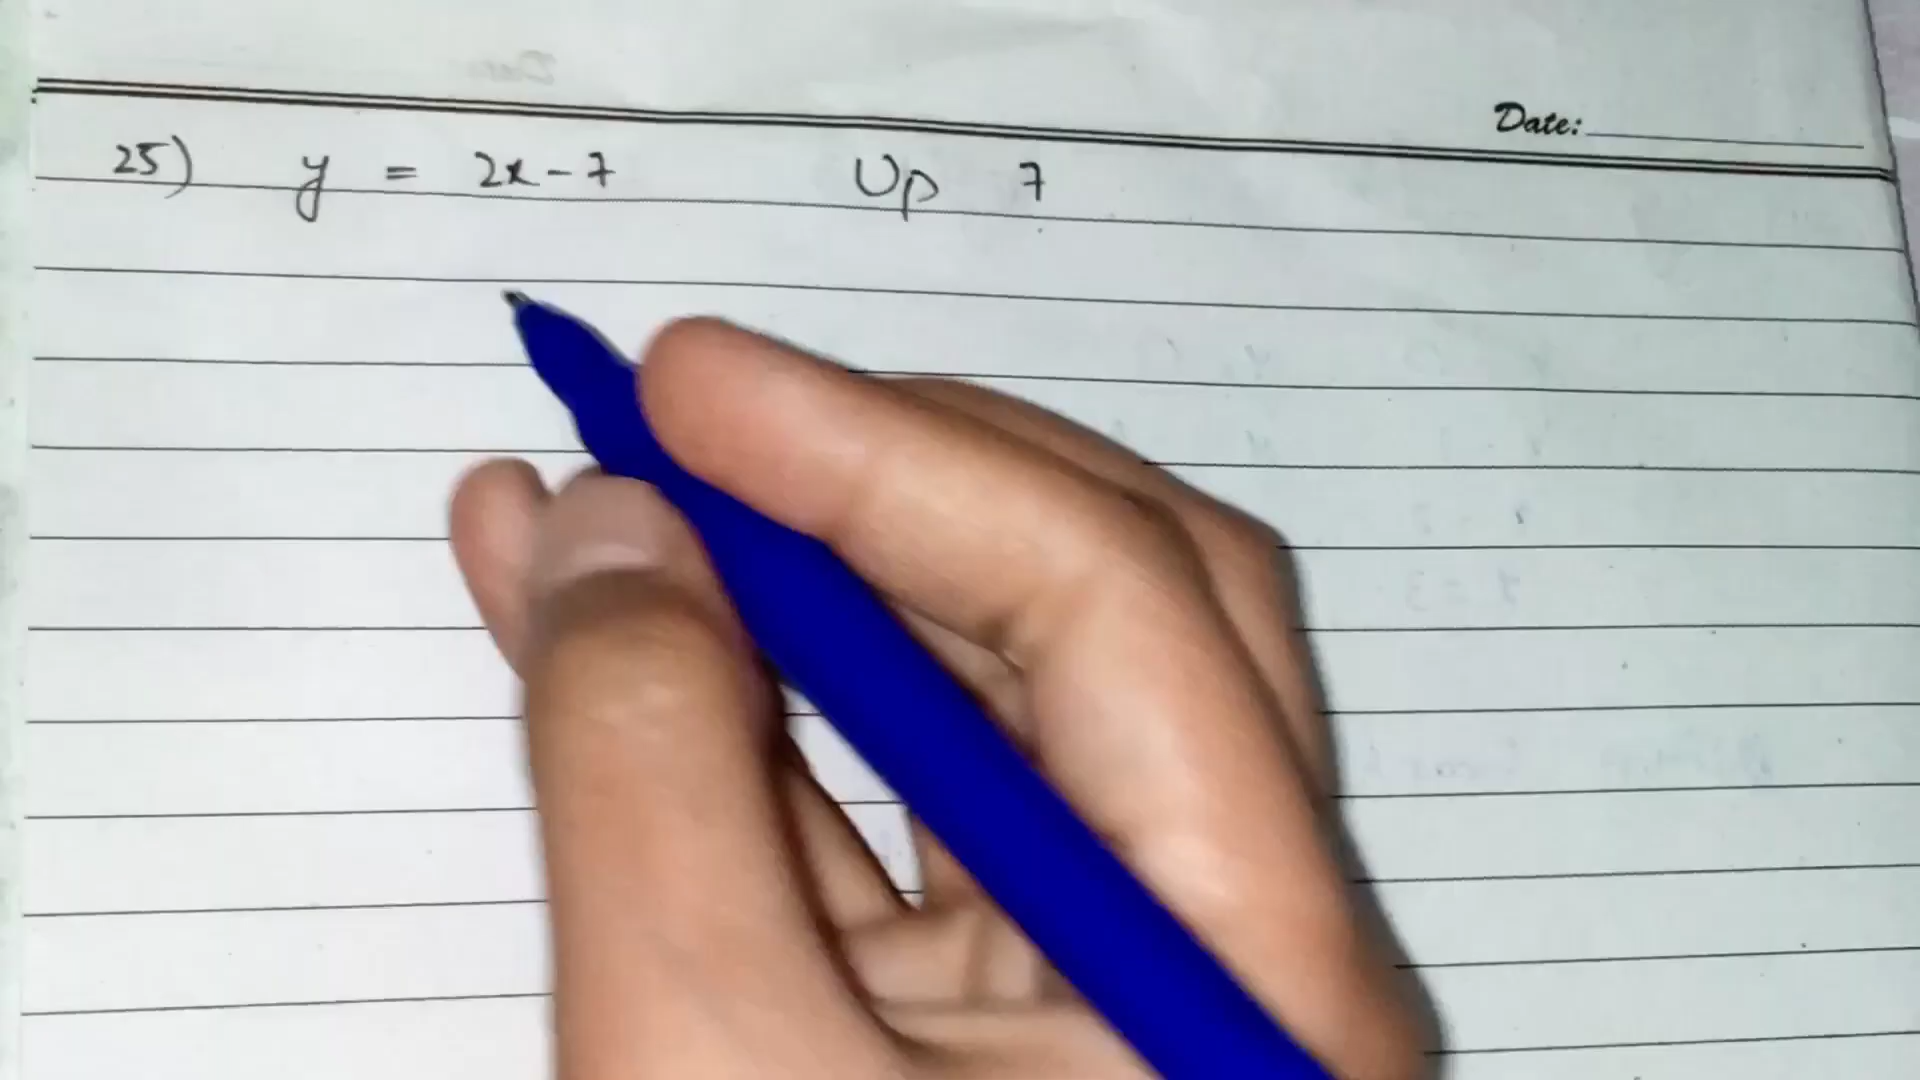 Date:
25) y = 2x - 7 Up 7